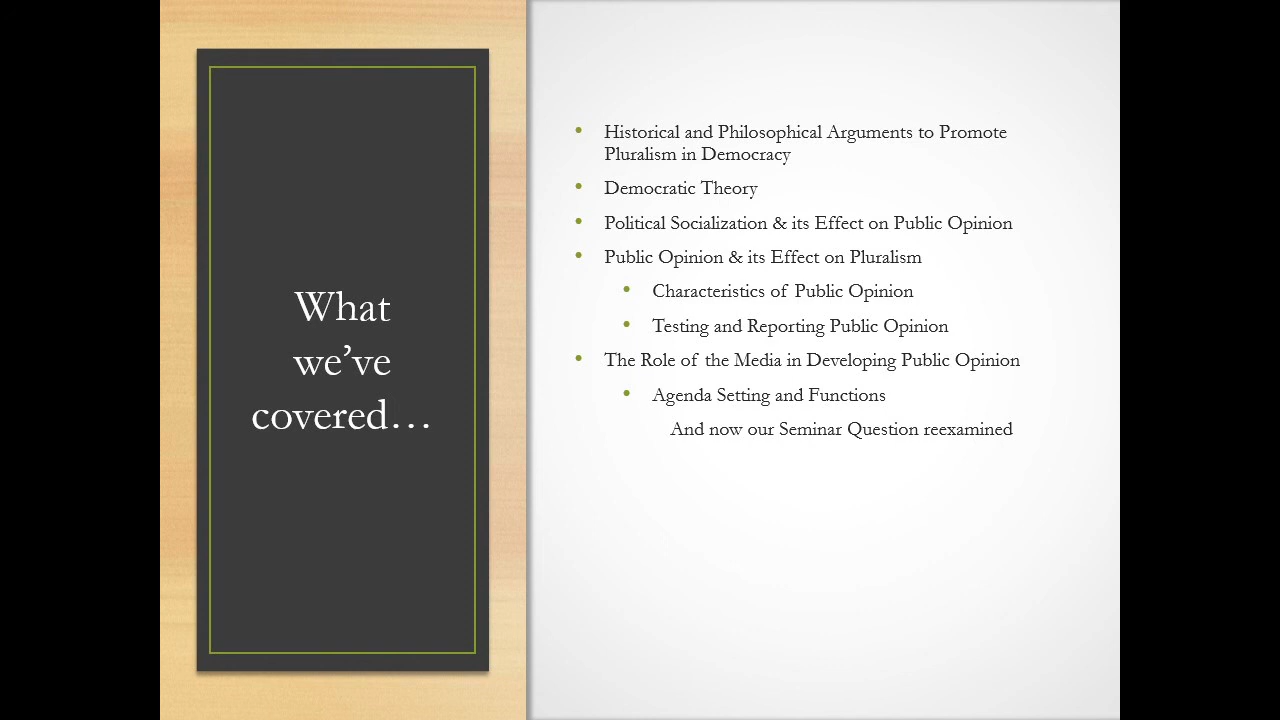 What
we've
covered…
• Historical and Philosophical Arguments to Promote
Pluralism in Democracy
• Democratic Theory
• Political Socialization & its Effect on Public Opinion
• Public Opinion & its Effect on Pluralism
• Characteristics of Public Opinion
• Testing and Reporting Public Opinion
• The Role of the Media in Developing Public Opinion
• Agenda Setting and Functions
And now our Seminar Question reexamined